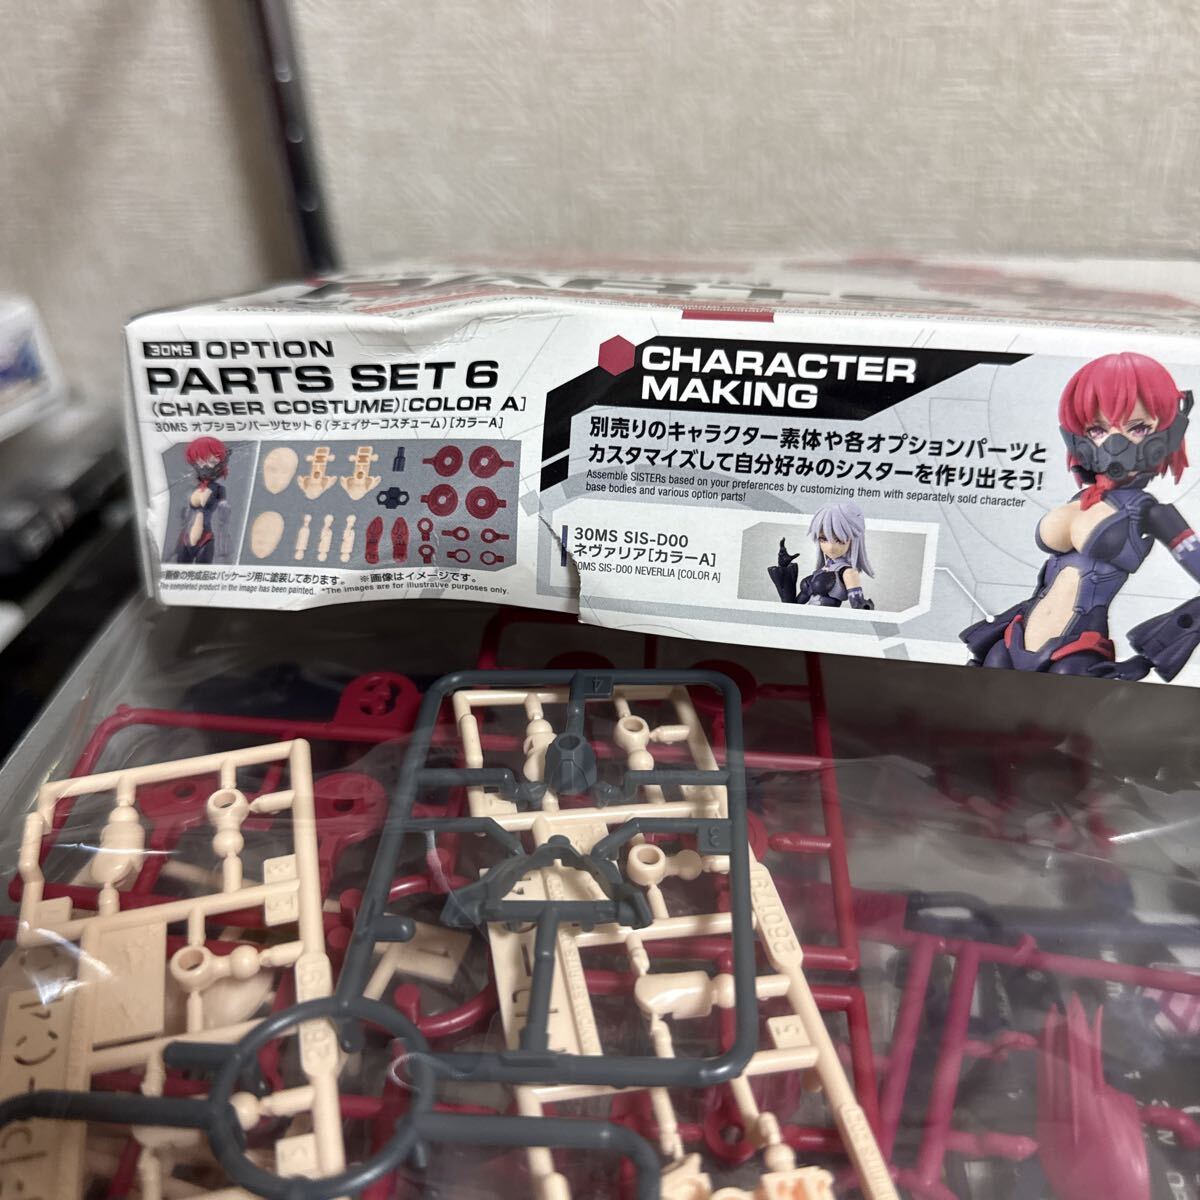 30MS OPTION
PARTS SET 6
(CHASER COSTUME)[COLOR A]
30MS オプションパーツセット6(チェイサーコスチューム)[カラーA]
※画像の完成品はパッケージ用に塗装してあります。 ※画像はイメージです。
*The completed product in the image has been painted. *The images are for illustrative purposes only.
CHARACTER
MAKING
別売りのキャラクター素体や各オプションパーツと
カスタマイズして自分好みのシスターを作り出そう!
Assemble SISTERs based on your preferences by customizing them with separately sold character
base bodies and various option parts!
30MS SIS-D00
ネヴァリア[カラーA]
30MS SIS-D00 NEVERLIA [COLOR A]
4
3
5